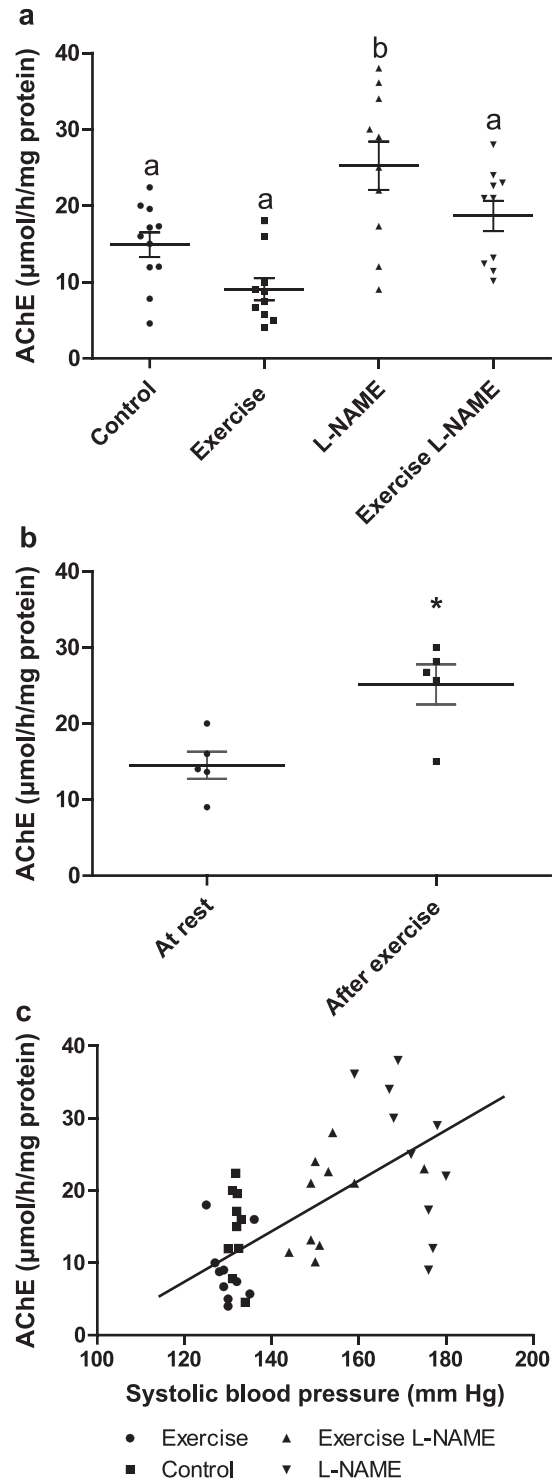 a
AChE (µmol/h/mg protein)
40
30
20
10
0
a
a
b
a
Control
Exercise
L-NAME
Exercise L-NAME
b
AChE (µmol/h/mg protein)
40
30
20
10
0
*
At rest
After exercise
c
AChE (µmol/h/mg protein)
40
30
20
10
0
100 120 140 160 180 200
Systolic blood pressure (mm Hg)
Exercise Exercise L-NAME
Control L-NAME